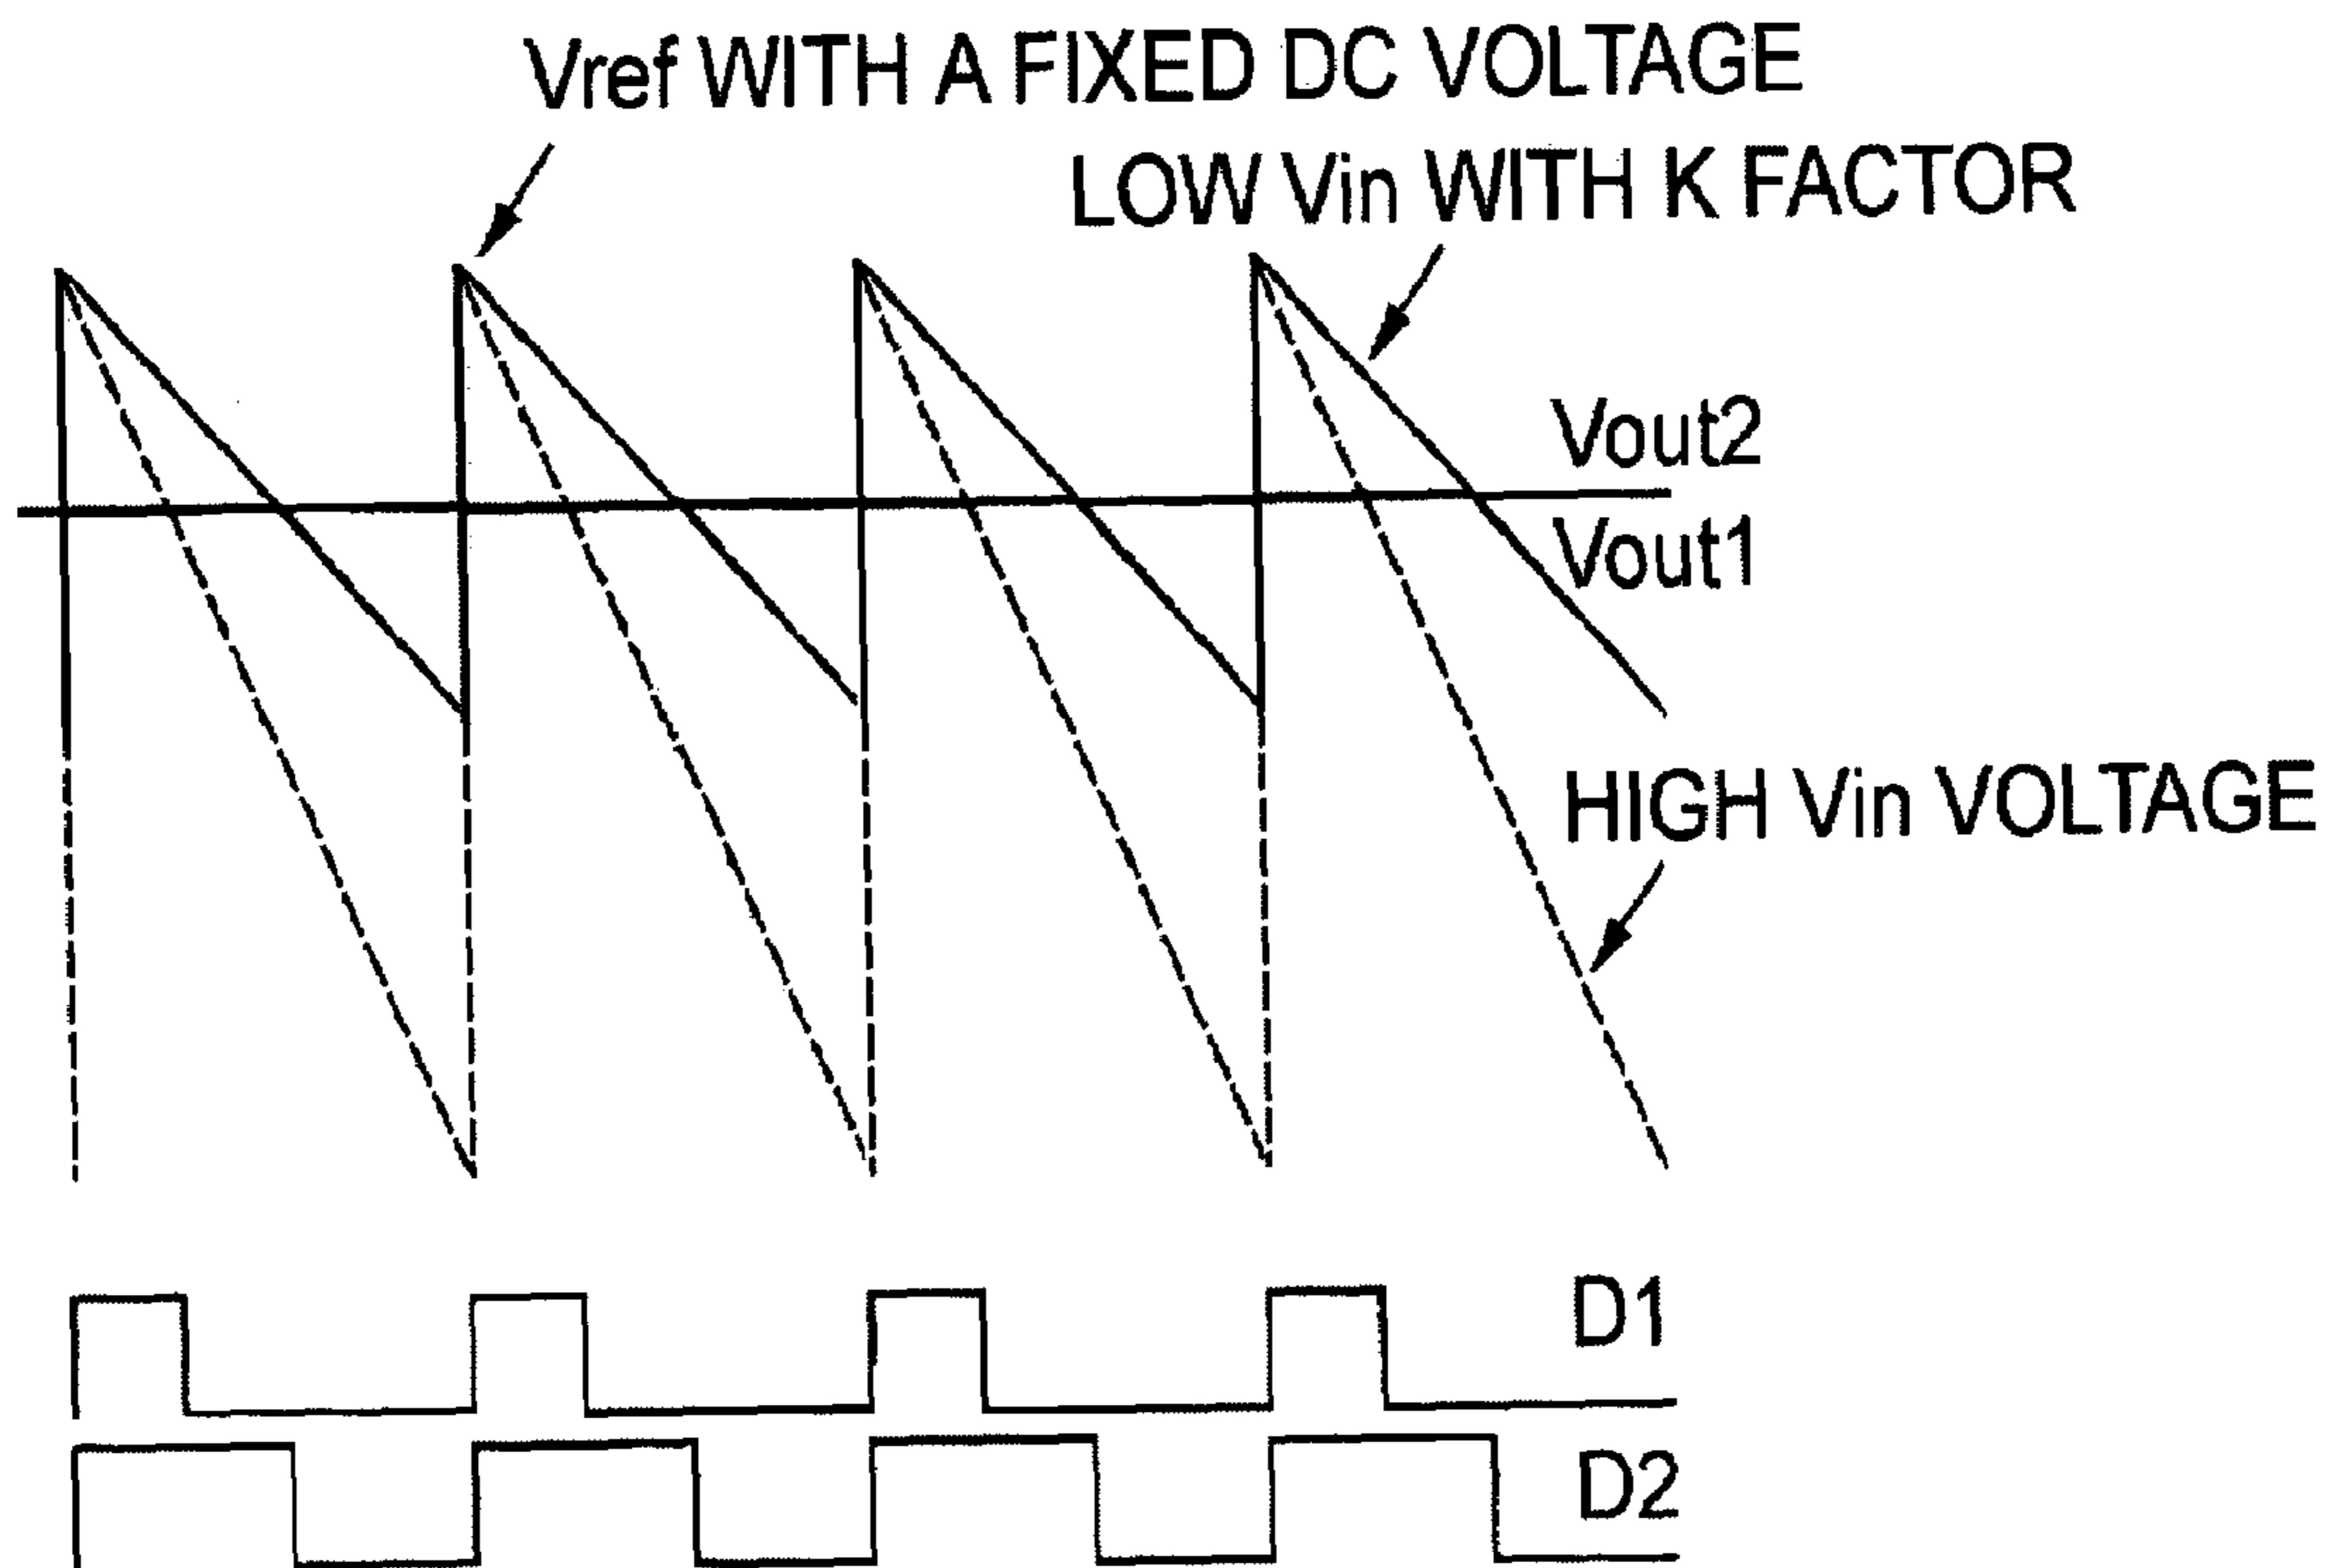 Vref WITH A FIXED DC VOLTAGE
LOW Vin WITH K FACTOR
Vout2
Vout1
HIGH Vin VOLTAGE
D1
D2